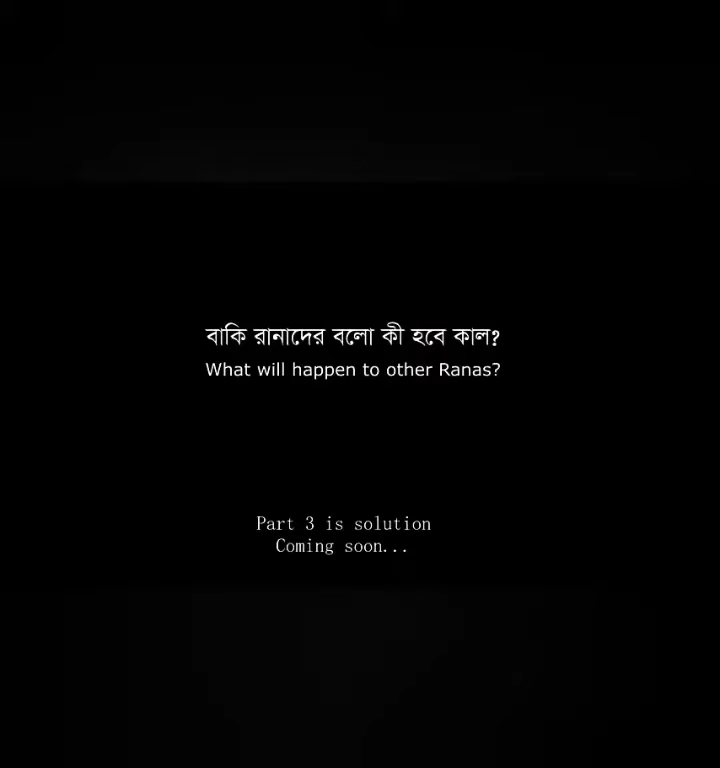 বাকি রানাদের বলো কী হবে কাল?
What will happen to other Ranas?
Part 3 is solution
Coming soon...